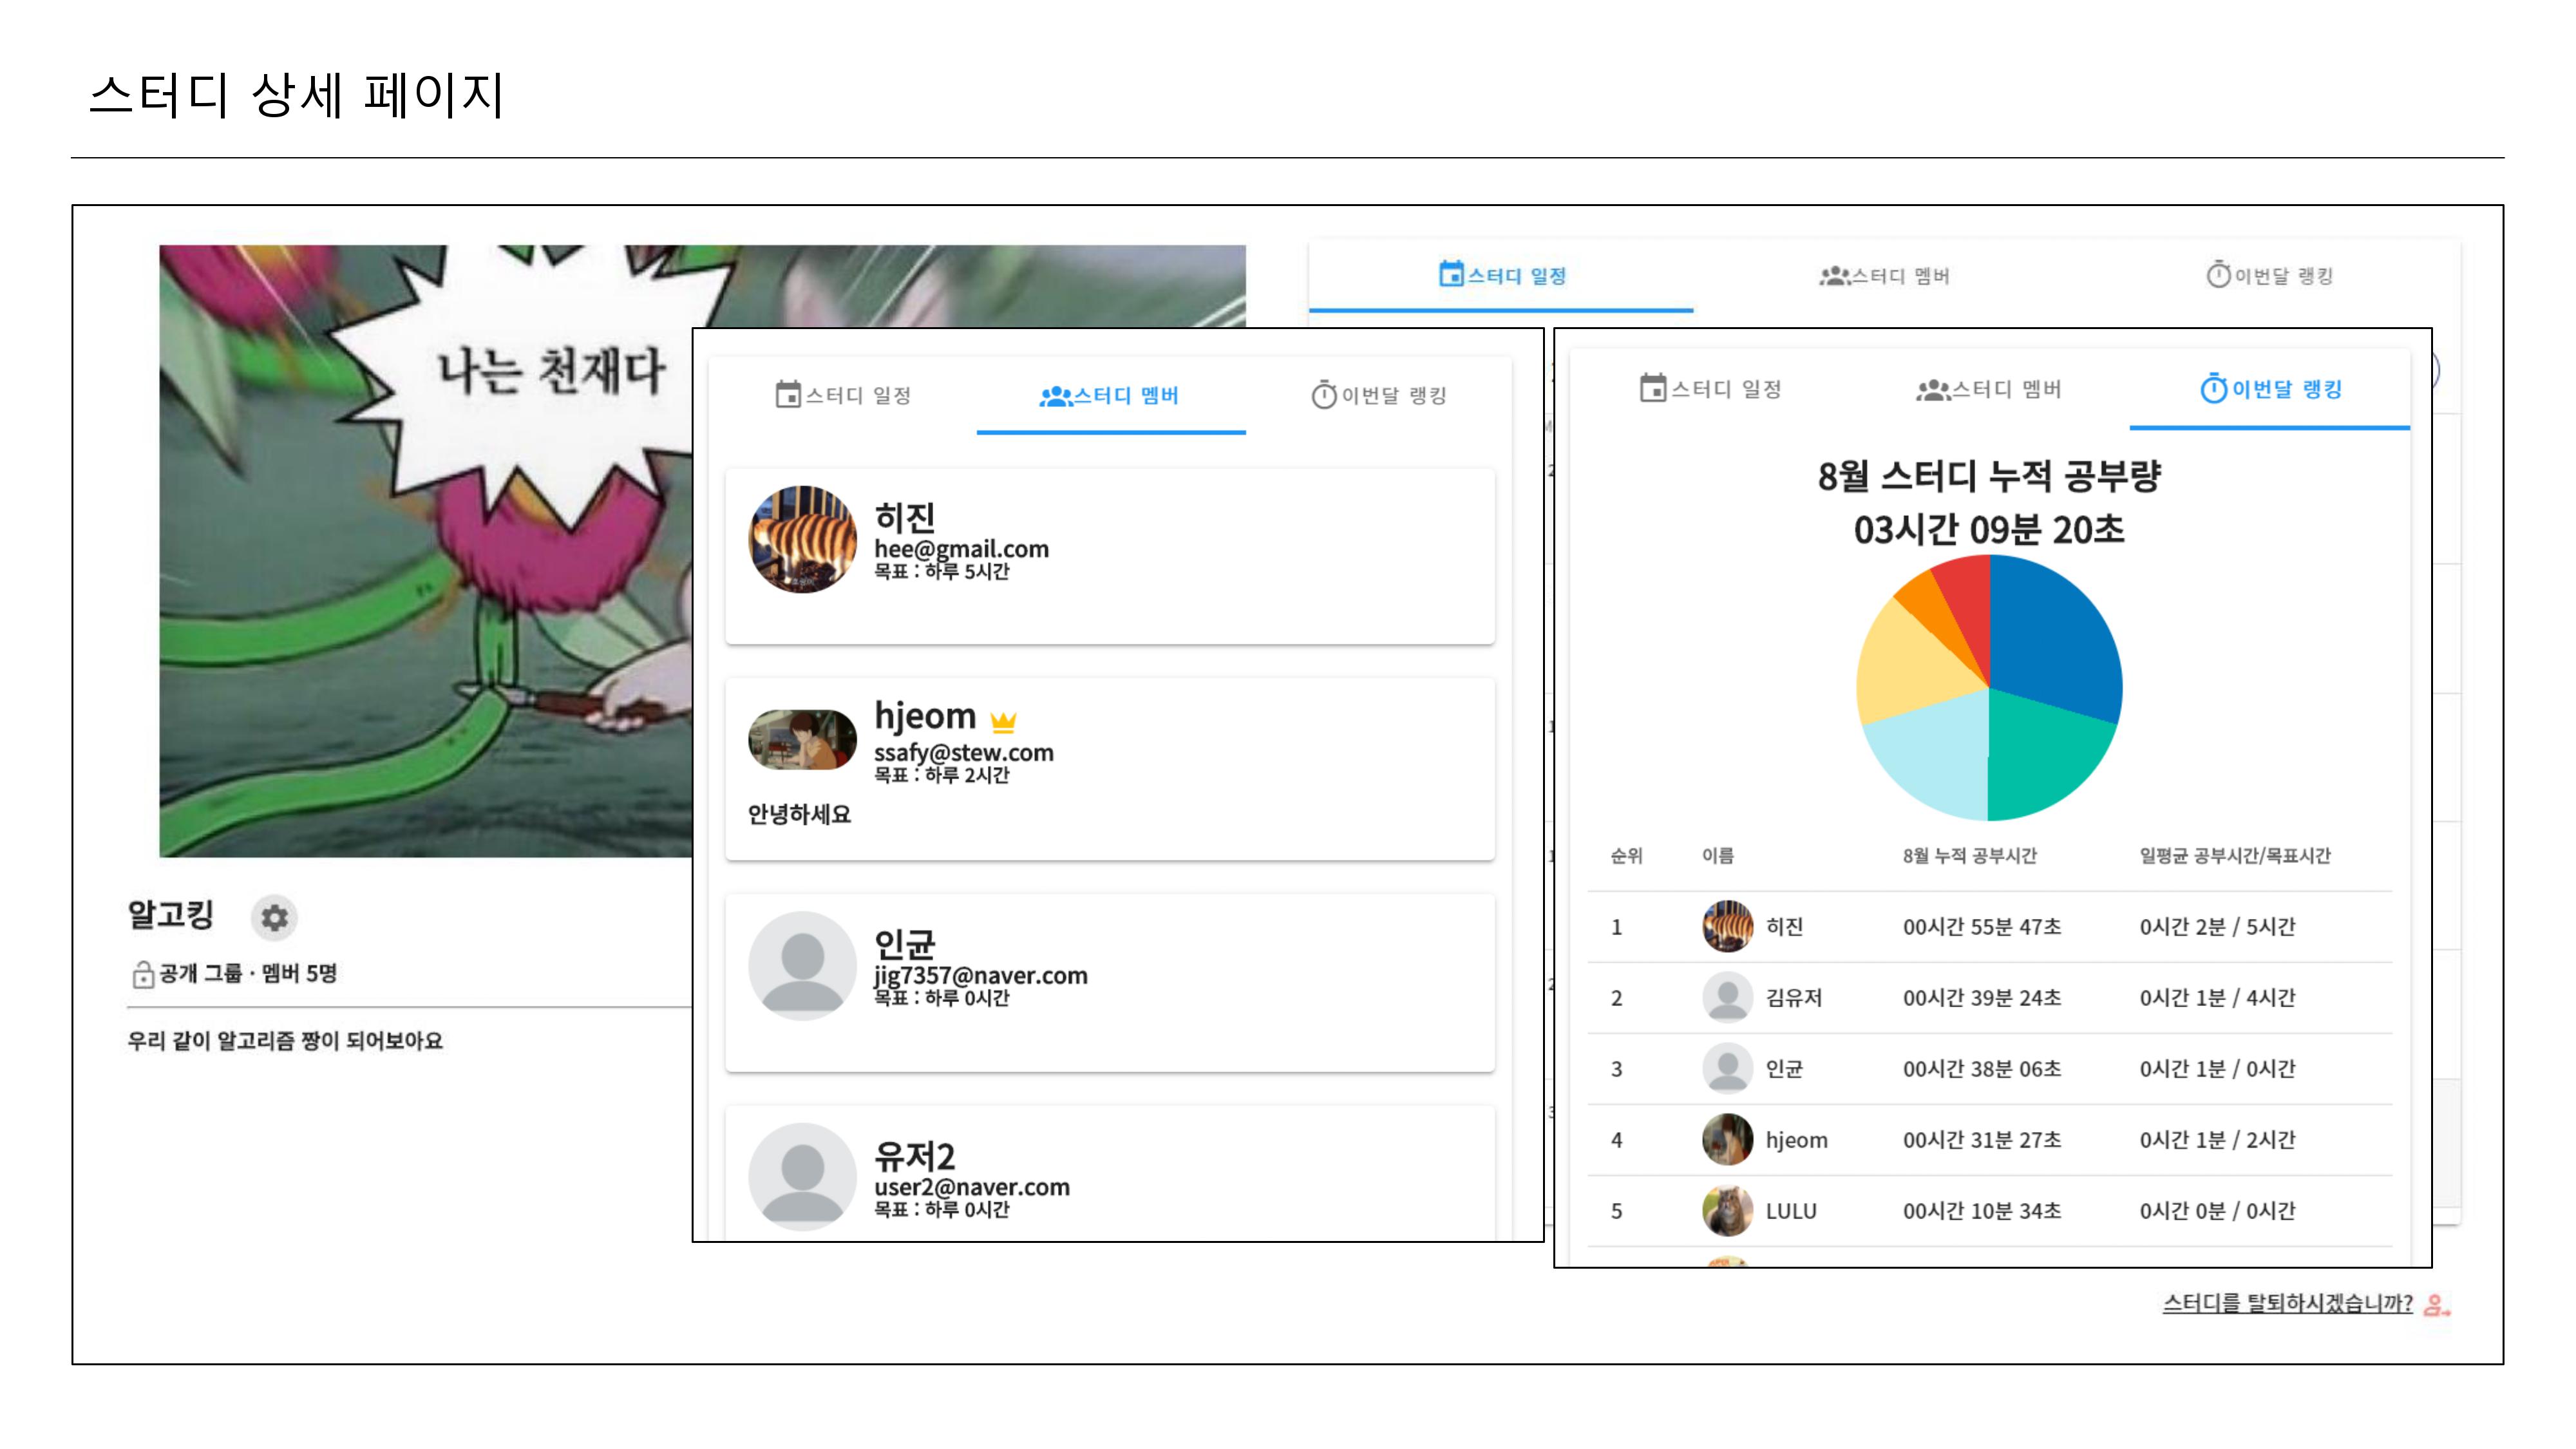 스터디 상세 페이지
나는 천재다
스터디 일정
스터디 멤버
이번달 랭킹
알고킹
공개 그룹 · 멤버 5명
우리 같이 알고리즘 짱이 되어보아요
스터디 일정
스터디 멤버
이번달 랭킹
히진
hee@gmail.com
목표 : 하루 5시간
hjeom
ssafy@stew.com
목표 : 하루 2시간
안녕하세요
인균
jig7357@naver.com
목표 : 하루 0시간
유저2
user2@naver.com
목표 : 하루 0시간
스터디 일정
스터디 멤버
이번달 랭킹
8월 스터디 누적 공부량
03시간 09분 20초
순위 이름 8월 누적 공부시간 일평균 공부시간/목표시간
1 히진 00시간 55분 47초 0시간 2분 / 5시간
2 김유저 00시간 39분 24초 0시간 1분 / 4시간
3 인균 00시간 38분 06초 0시간 1분 / 0시간
4 hjeom 00시간 31분 27초 0시간 1분 / 2시간
5 LULU 00시간 10분 34초 0시간 0분 / 0시간
스터디를 탈퇴하시겠습니까?